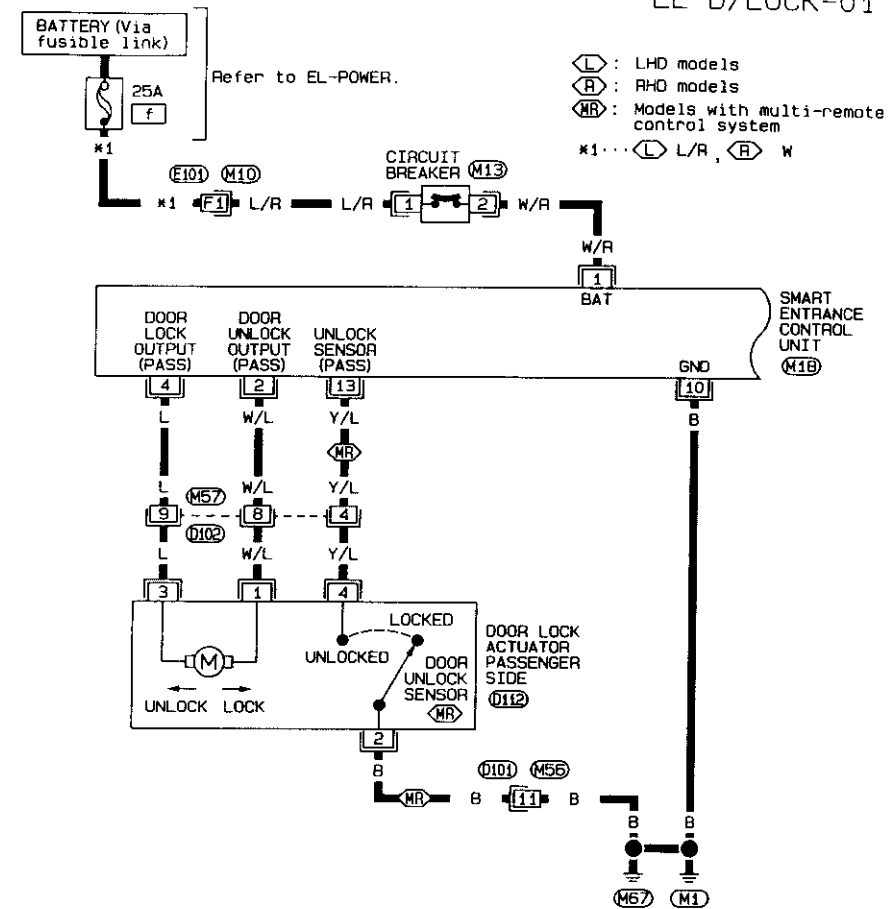 EL-D/LOCK-01
BATTERY (Via
fusible link)
Refer to EL-POWER.
25A
f
*1
L : LHD models
R : RHD models
MR : Models with multi-remote
control system
*1··· L L/R , R W
E101 M10
*1 F1 L/R L/R
CIRCUIT
BREAKER M13
1 2 W/R
W/R
1
BAT
SMART
ENTRANCE
CONTROL
UNIT
M18
DOOR
LOCK
OUTPUT
(PASS)
DOOR
UNLOCK
OUTPUT
(PASS)
UNLOCK
SENSOR
(PASS)
GND
4 2 13 10
L W/L Y/L B
MR
L W/L Y/L
M57
9 8 4
D102
L W/L Y/L
3 1 4
LOCKED
UNLOCKED
M
UNLOCK LOCK
DOOR
UNLOCK
SENSOR
MR
DOOR LOCK
ACTUATOR
PASSENGER
SIDE
D112
2
B
D101 M56
MR B 11 B
B B
M67 M1